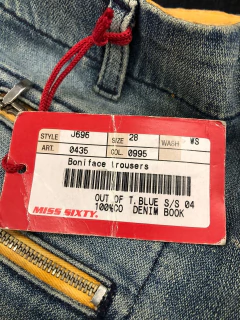 STYLE J696 SIZE 28 WASH WS
ART. 0435 COL. 0995
Boniface trousers
OUT OF T.BLUE S/S 04
100%CO DENIM BOOK
MISS SIXTY.